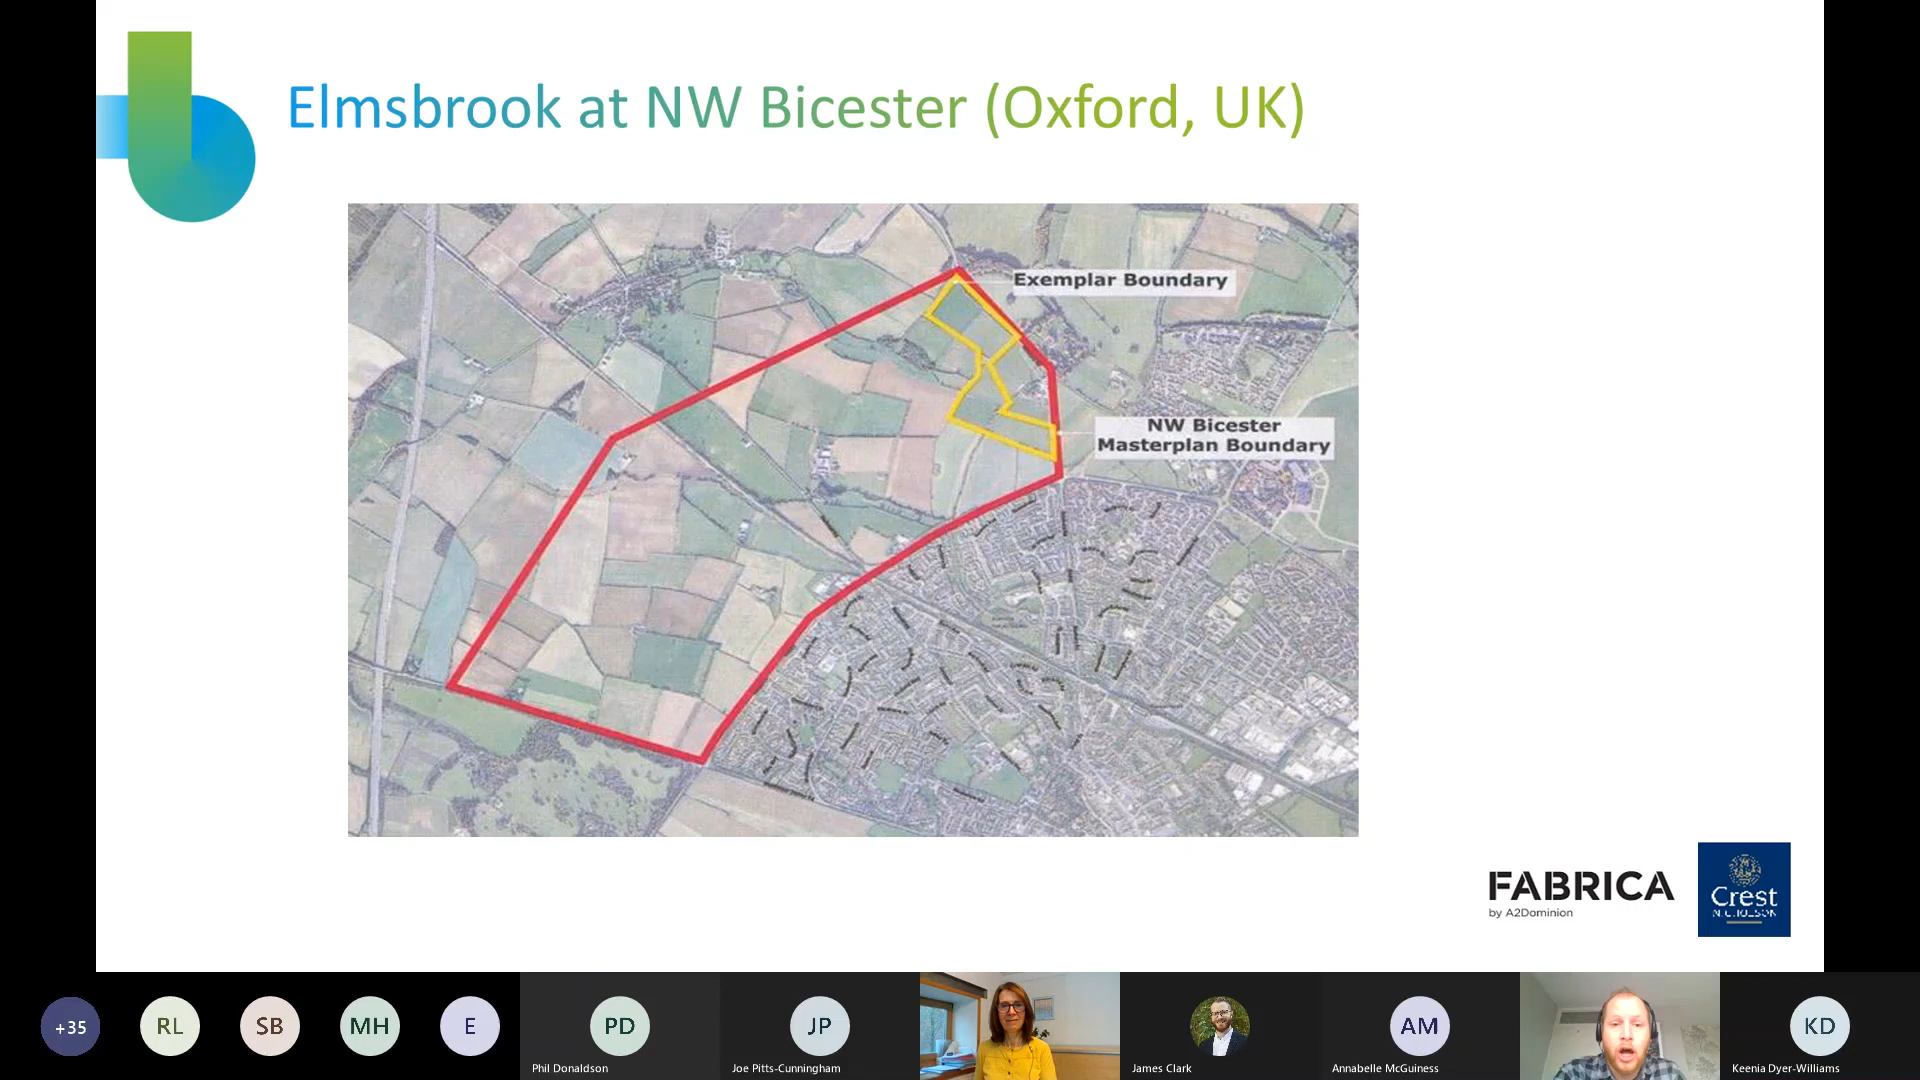 Elmsbrook at NW Bicester (Oxford, UK)
Exemplar Boundary
NW Bicester
Masterplan Boundary
FABRICA
by A2Dominion
Crest
NICHOLSON
+35
RL
SB
MH
E
PD
JP
AM
KD
Phil Donaldson
Joe Pitts-Cunningham
James Clark
Annabelle McGuiness
Keenia Dyer-Williams